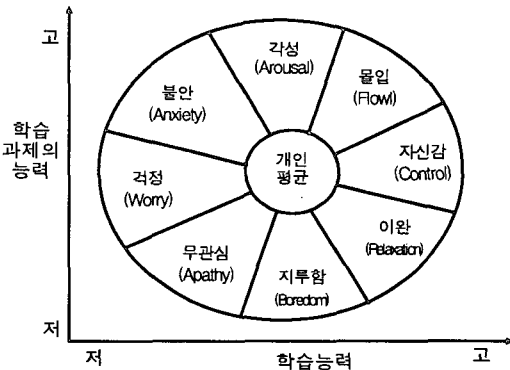 고
각성
(Arousal)
몰입
(Flowl)
불안
(Anxiety)
학습
과제의
능력
개인
평균
자신감
(Control)
걱정
(Worry)
이완
(Relaxation)
무관심
(Apathy)
지루함
(Boredom)
저
저
학습능력
고